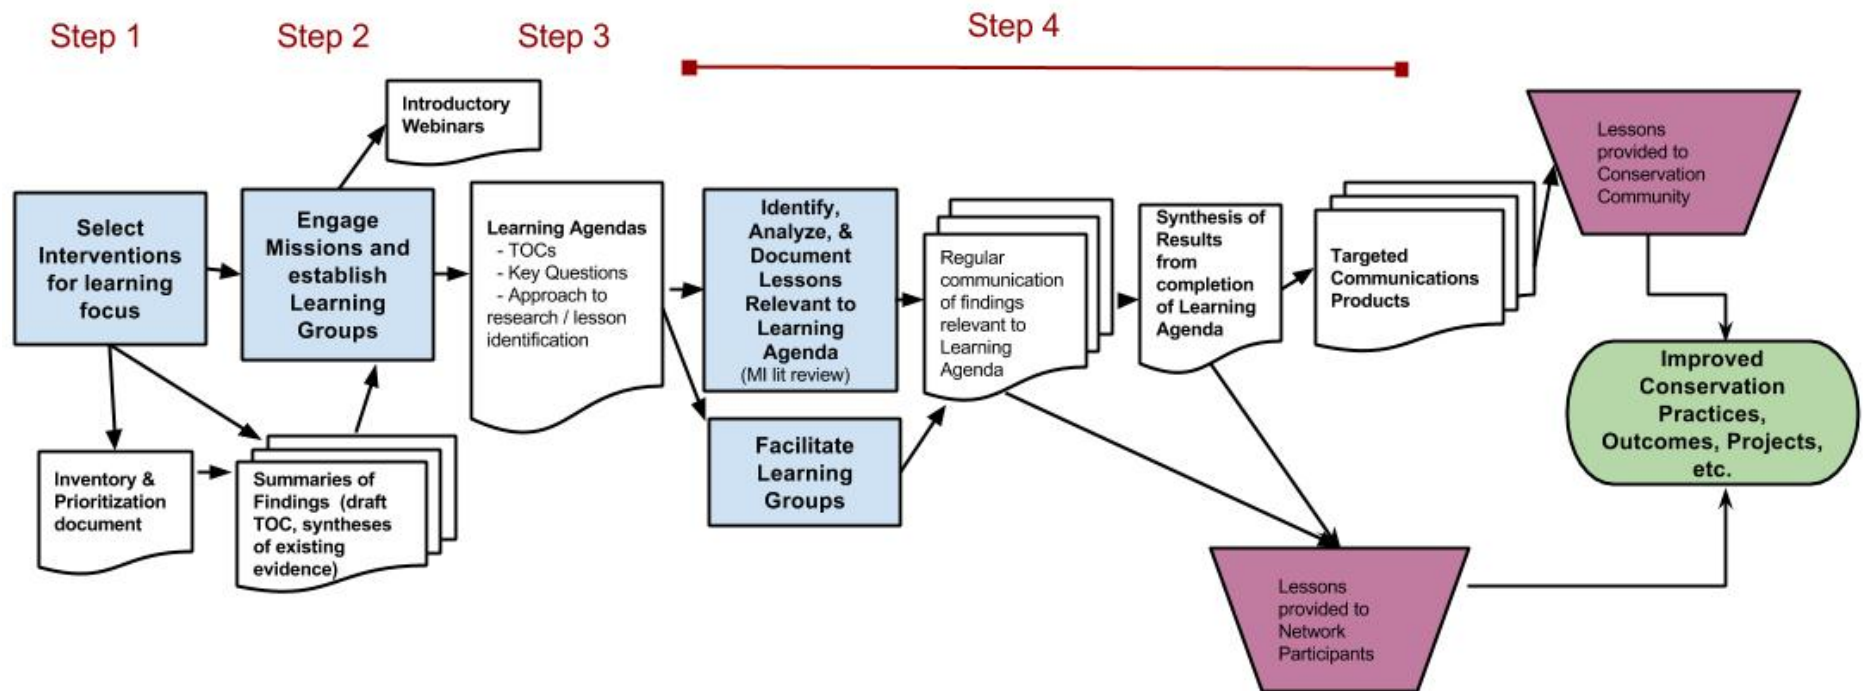 Step 1
Step 2
Step 3
Step 4
Introductory
Webinars
Select
Interventions
for learning
focus
Engage
Missions and
establish
Learning
Groups
Learning Agendas
- TOCs
- Key Questions
- Approach to
research / lesson
identification
Identify,
Analyze, &
Document
Lessons
Relevant to
Learning
Agenda
(MI lit review)
Regular
communication
of findings
relevant to
Learning
Agenda
Synthesis of
Results
from
completion
of Learning
Agenda
Targeted
Communications
Products
Lessons
provided to
Conservation
Community
Inventory &
Prioritization
document
Summaries of
Findings (draft
TOC, syntheses
of existing
evidence)
Facilitate
Learning
Groups
Improved
Conservation
Practices,
Outcomes, Projects,
etc.
Lessons
provided to
Network
Participants